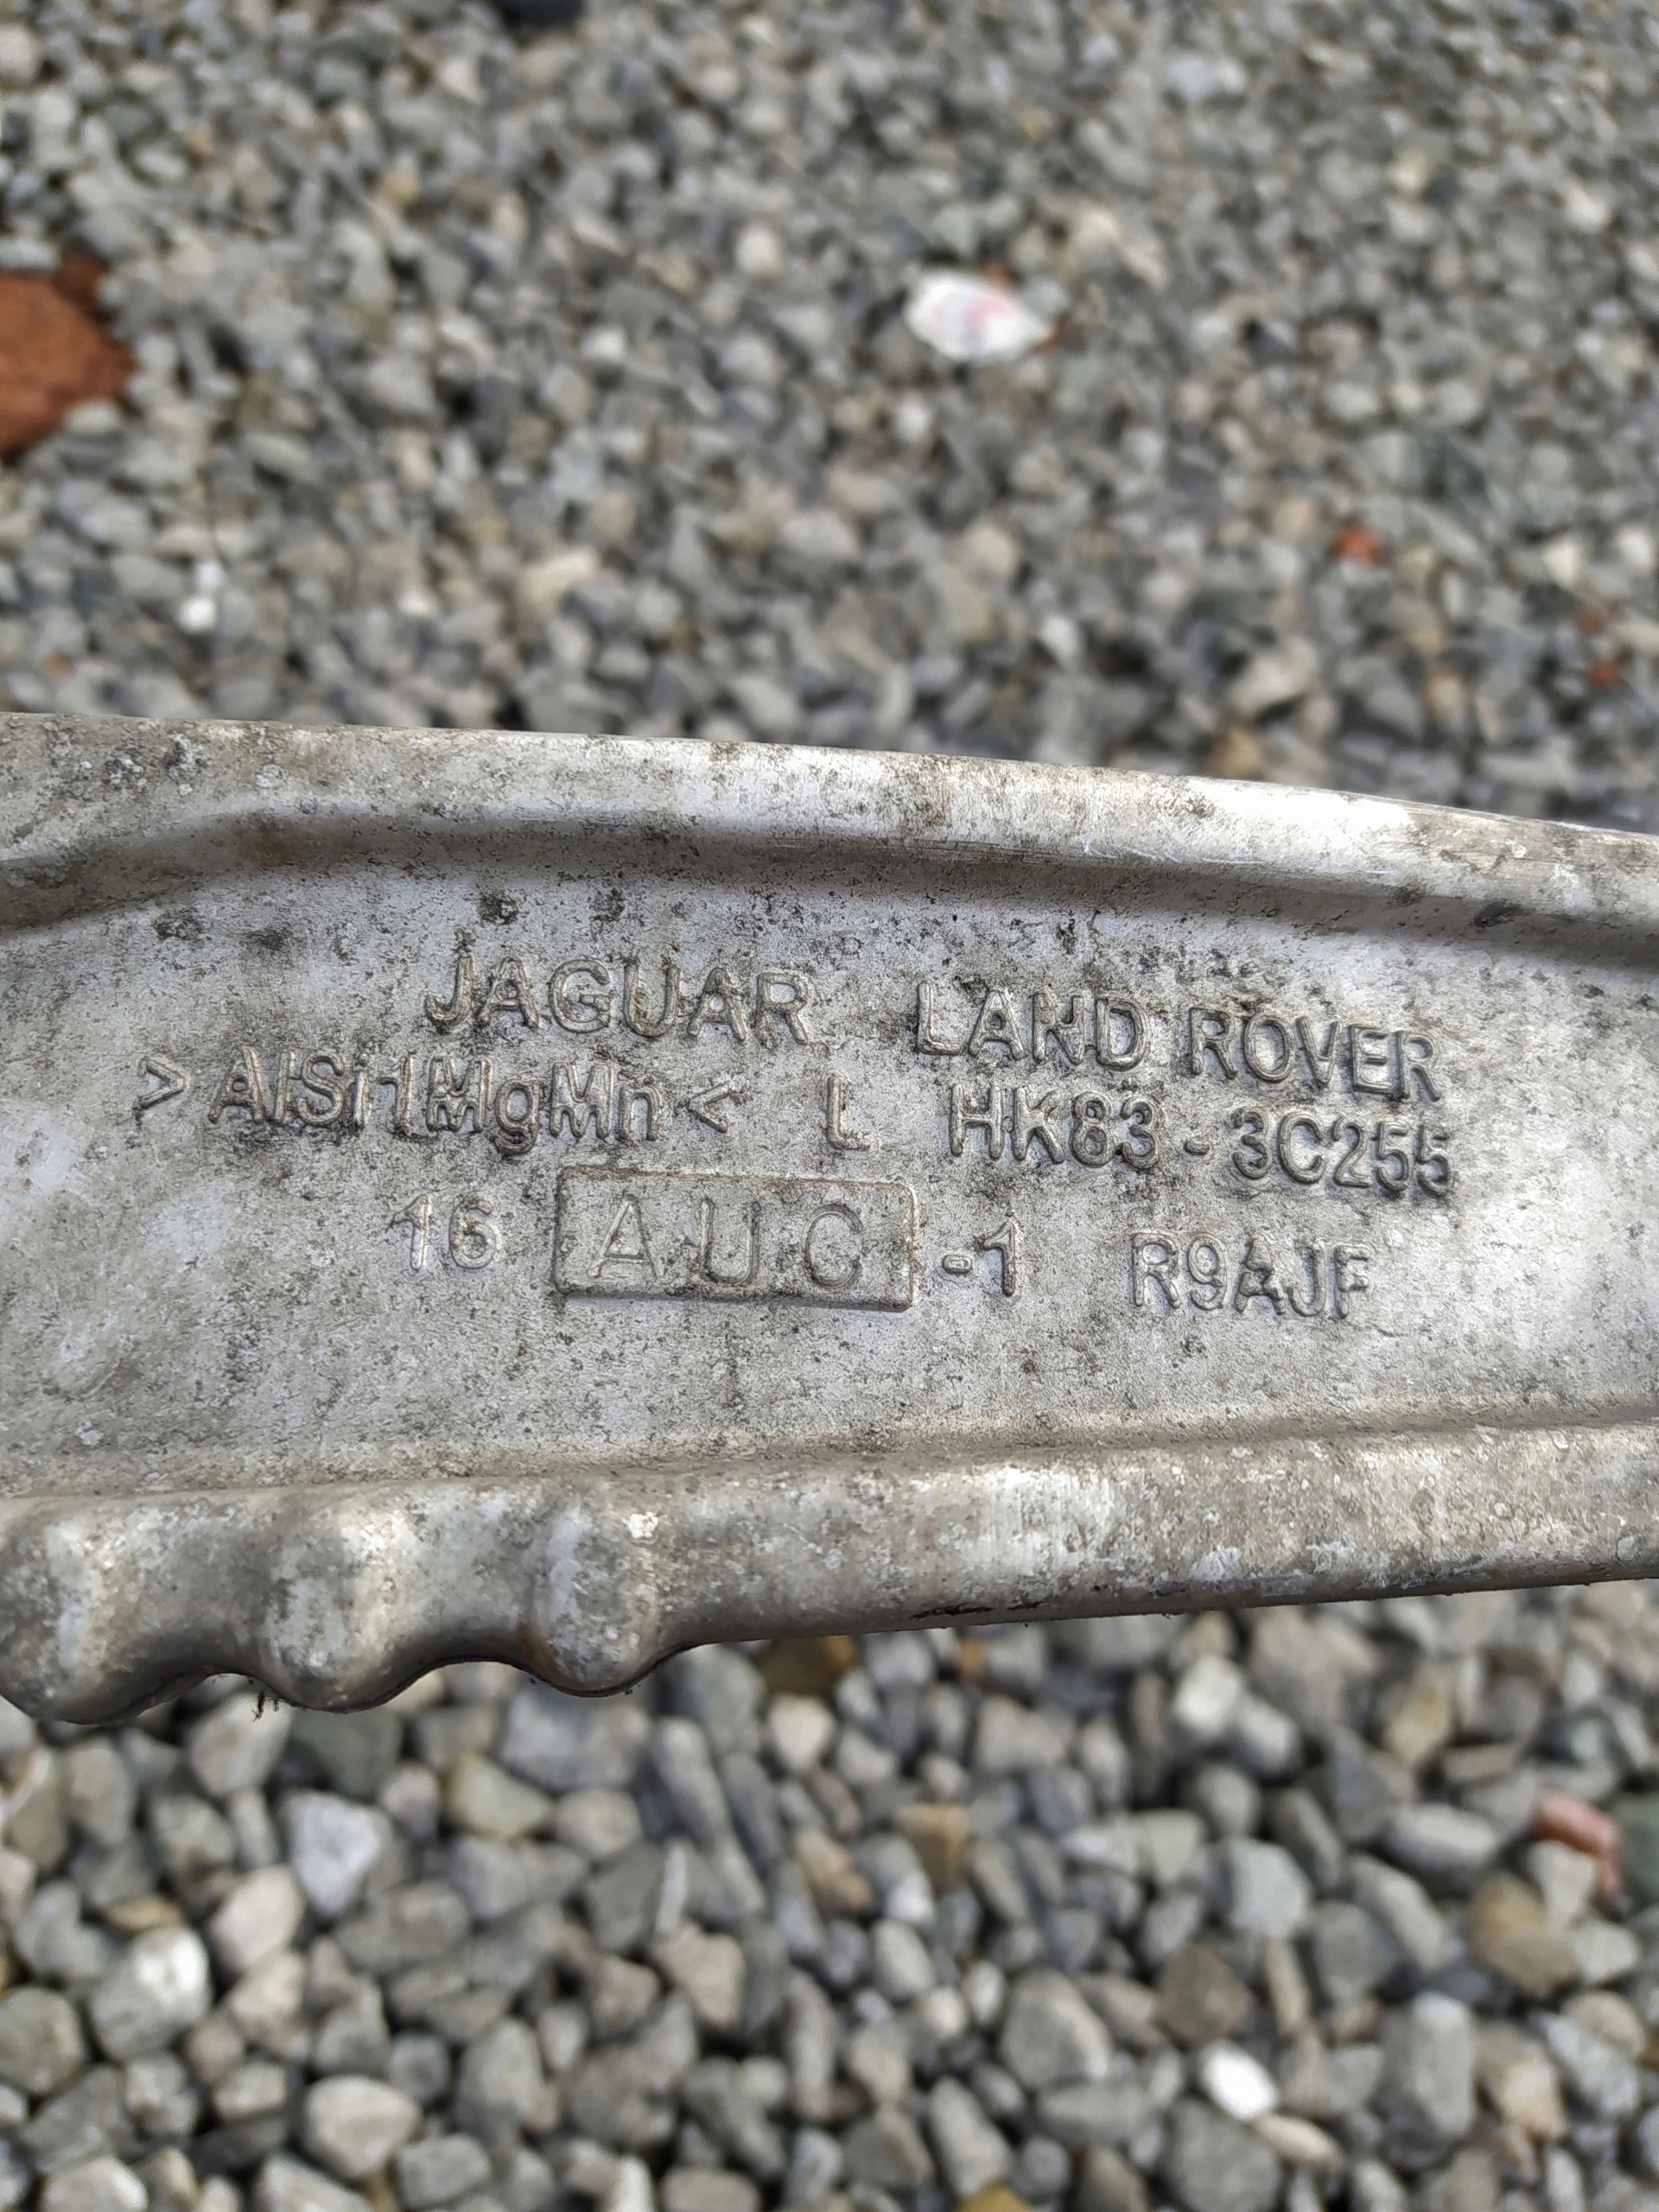 JAGUAR LAND ROVER
>AlSi1MgMn< L HK83-3C255
16 AUC -1 R9AJF